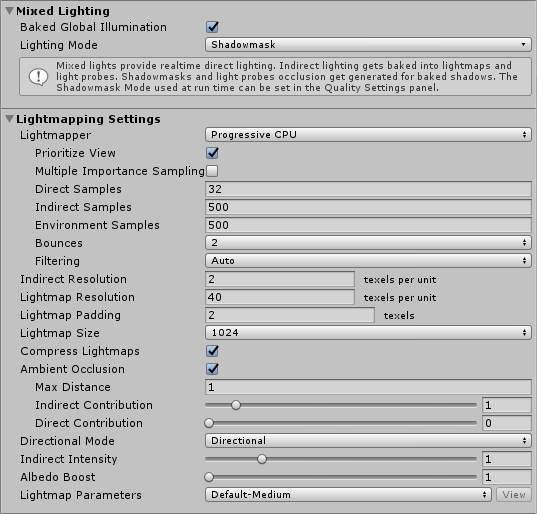 Mixed Lighting
Baked Global Illumination
Lighting Mode Shadowmask
Mixed lights provide realtime direct lighting. Indirect lighting gets baked into lightmaps and
light probes. Shadowmasks and light probes occlusion get generated for baked shadows. The
Shadowmask Mode used at run time can be set in the Quality Settings panel.
Lightmapping Settings
Lightmapper Progressive CPU
Prioritize View
Multiple Importance Sampling
Direct Samples 32
Indirect Samples 500
Environment Samples 500
Bounces 2
Filtering Auto
Indirect Resolution 2 texels per unit
Lightmap Resolution 40 texels per unit
Lightmap Padding 2 texels
Lightmap Size 1024
Compress Lightmaps
Ambient Occlusion
Max Distance 1
Indirect Contribution 1
Direct Contribution 0
Directional Mode Directional
Indirect Intensity 1
Albedo Boost 1
Lightmap Parameters Default-Medium View